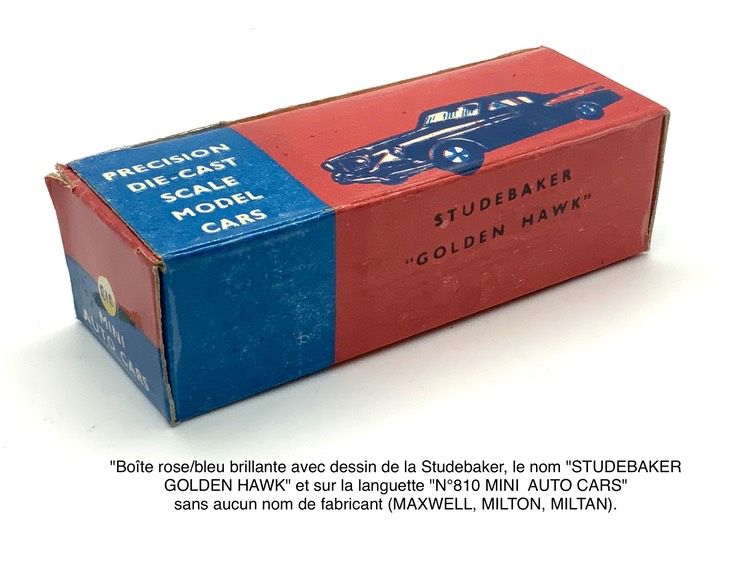 PRECISION
DIE-CAST
SCALE
MODEL
CARS
STUDEBAKER
"GOLDEN HAWK"
MINI
AUTO CARS
"Boîte rose/bleu brillante avec dessin de la Studebaker, le nom "STUDEBAKER
GOLDEN HAWK" et sur la languette "N°810 MINI  AUTO CARS"
sans aucun nom de fabricant (MAXWELL, MILTON, MILTAN).